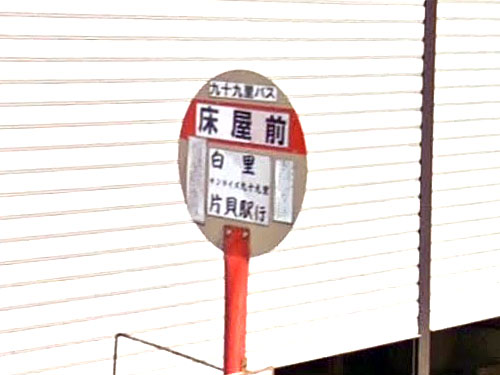 九十九里バス
床屋前
白里
サンライズ九十九里
片貝駅行